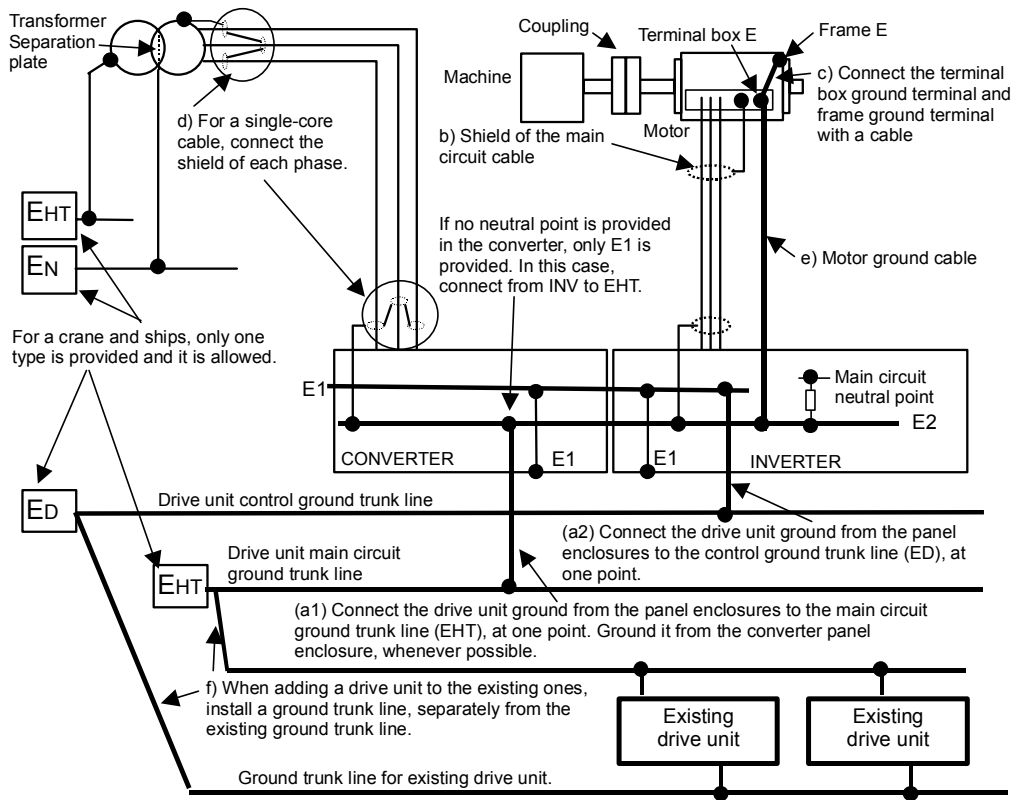 Transformer
Separation
plate
Coupling
Terminal box E
Frame E
Machine
c) Connect the terminal
box ground terminal and
frame ground terminal
with a cable
d) For a single-core
cable, connect the
shield of each phase.
Motor
b) Shield of the main
circuit cable
EHT
EN
If no neutral point is provided
in the converter, only E1 is
provided. In this case,
connect from INV to EHT.
e) Motor ground cable
For a crane and ships, only one
type is provided and it is allowed.
E1
Main circuit
neutral point
E2
CONVERTER
E1
E1
INVERTER
ED
Drive unit control ground trunk line
(a2) Connect the drive unit ground from the panel
enclosures to the control ground trunk line (ED), at
one point.
Drive unit main circuit
ground trunk line
EHT
(a1) Connect the drive unit ground from the panel enclosures to the main circuit
ground trunk line (EHT), at one point. Ground it from the converter panel
enclosure, whenever possible.
f) When adding a drive unit to the existing ones,
install a ground trunk line, separately from the
existing ground trunk line.
Existing
drive unit
Existing
drive unit
Ground trunk line for existing drive unit.